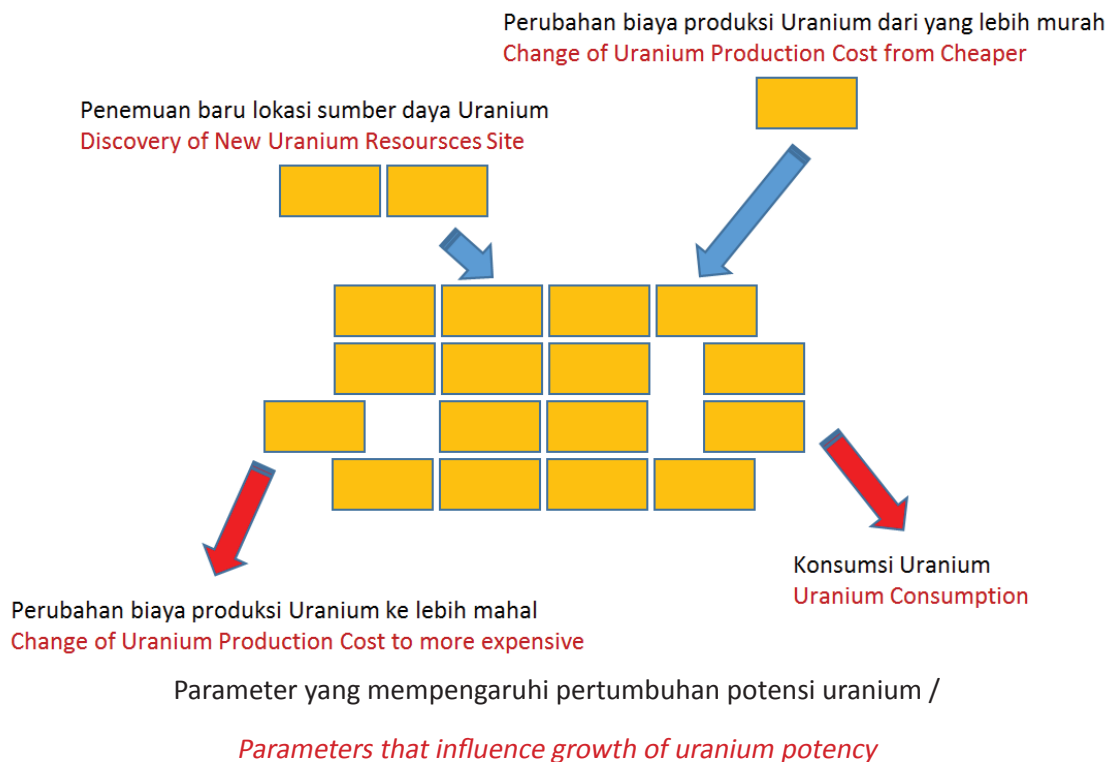 Perubahan biaya produksi Uranium dari yang lebih murah
Change of Uranium Production Cost from Cheaper
Penemuan baru lokasi sumber daya Uranium
Discovery of New Uranium Resoursces Site
Konsumsi Uranium
Uranium Consumption
Perubahan biaya produksi Uranium ke lebih mahal
Change of Uranium Production Cost to more expensive
Parameter yang mempengaruhi pertumbuhan potensi uranium /
Parameters that influence growth of uranium potency